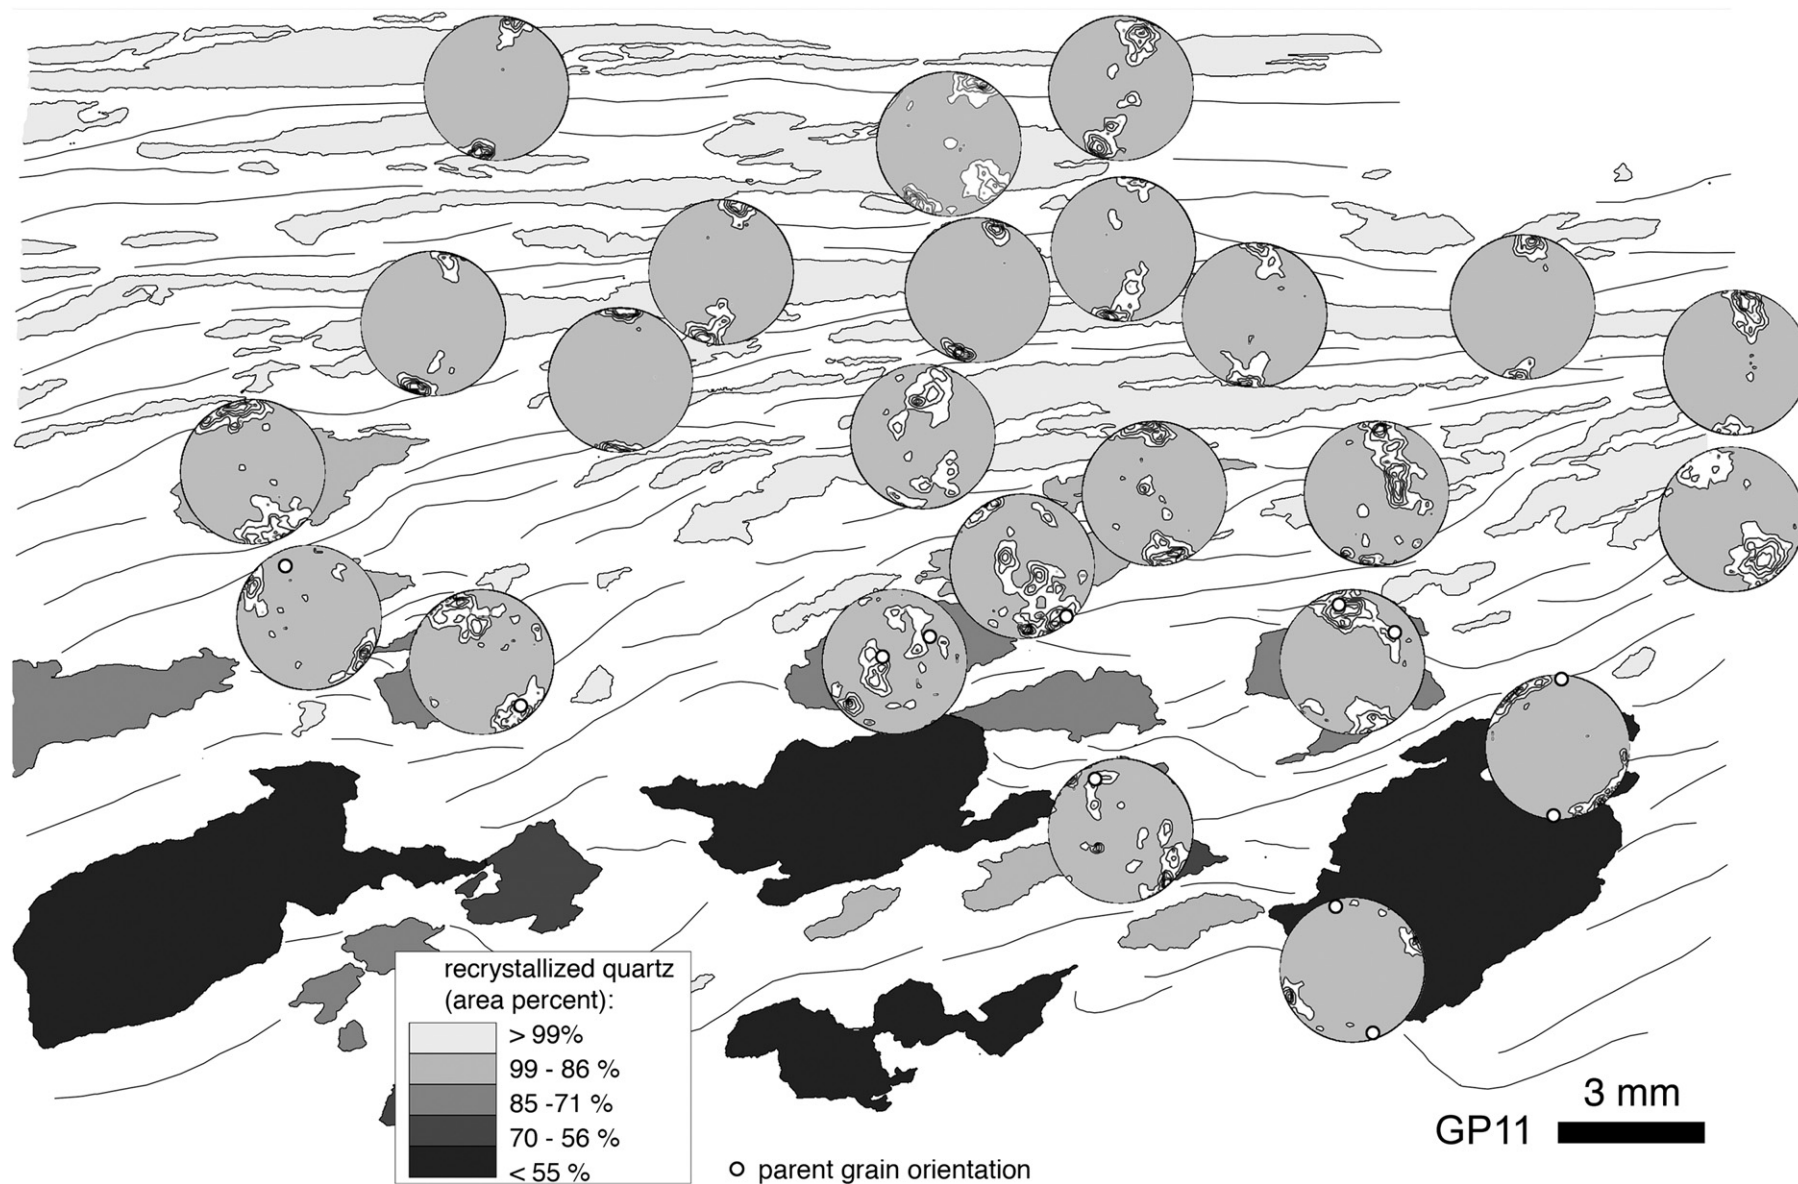 recrystallized quartz
(area percent):
> 99%
99 - 86 %
85 -71 %
70 - 56 %
< 55 %
parent grain orientation
3 mm
GP11